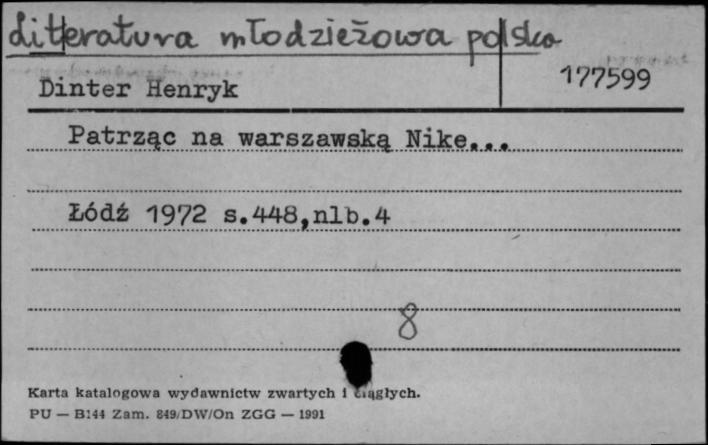 Literatura młodzieżowa polska
Dinter Henryk
177599
Patrząc na warszawską Nike...
Łódź 1972 s.448,nlb.4
8
Karta katalogowa wydawnictw zwartych i ciągłych.
PU — B144 Zam. 849/DW/On ZGG — 1991